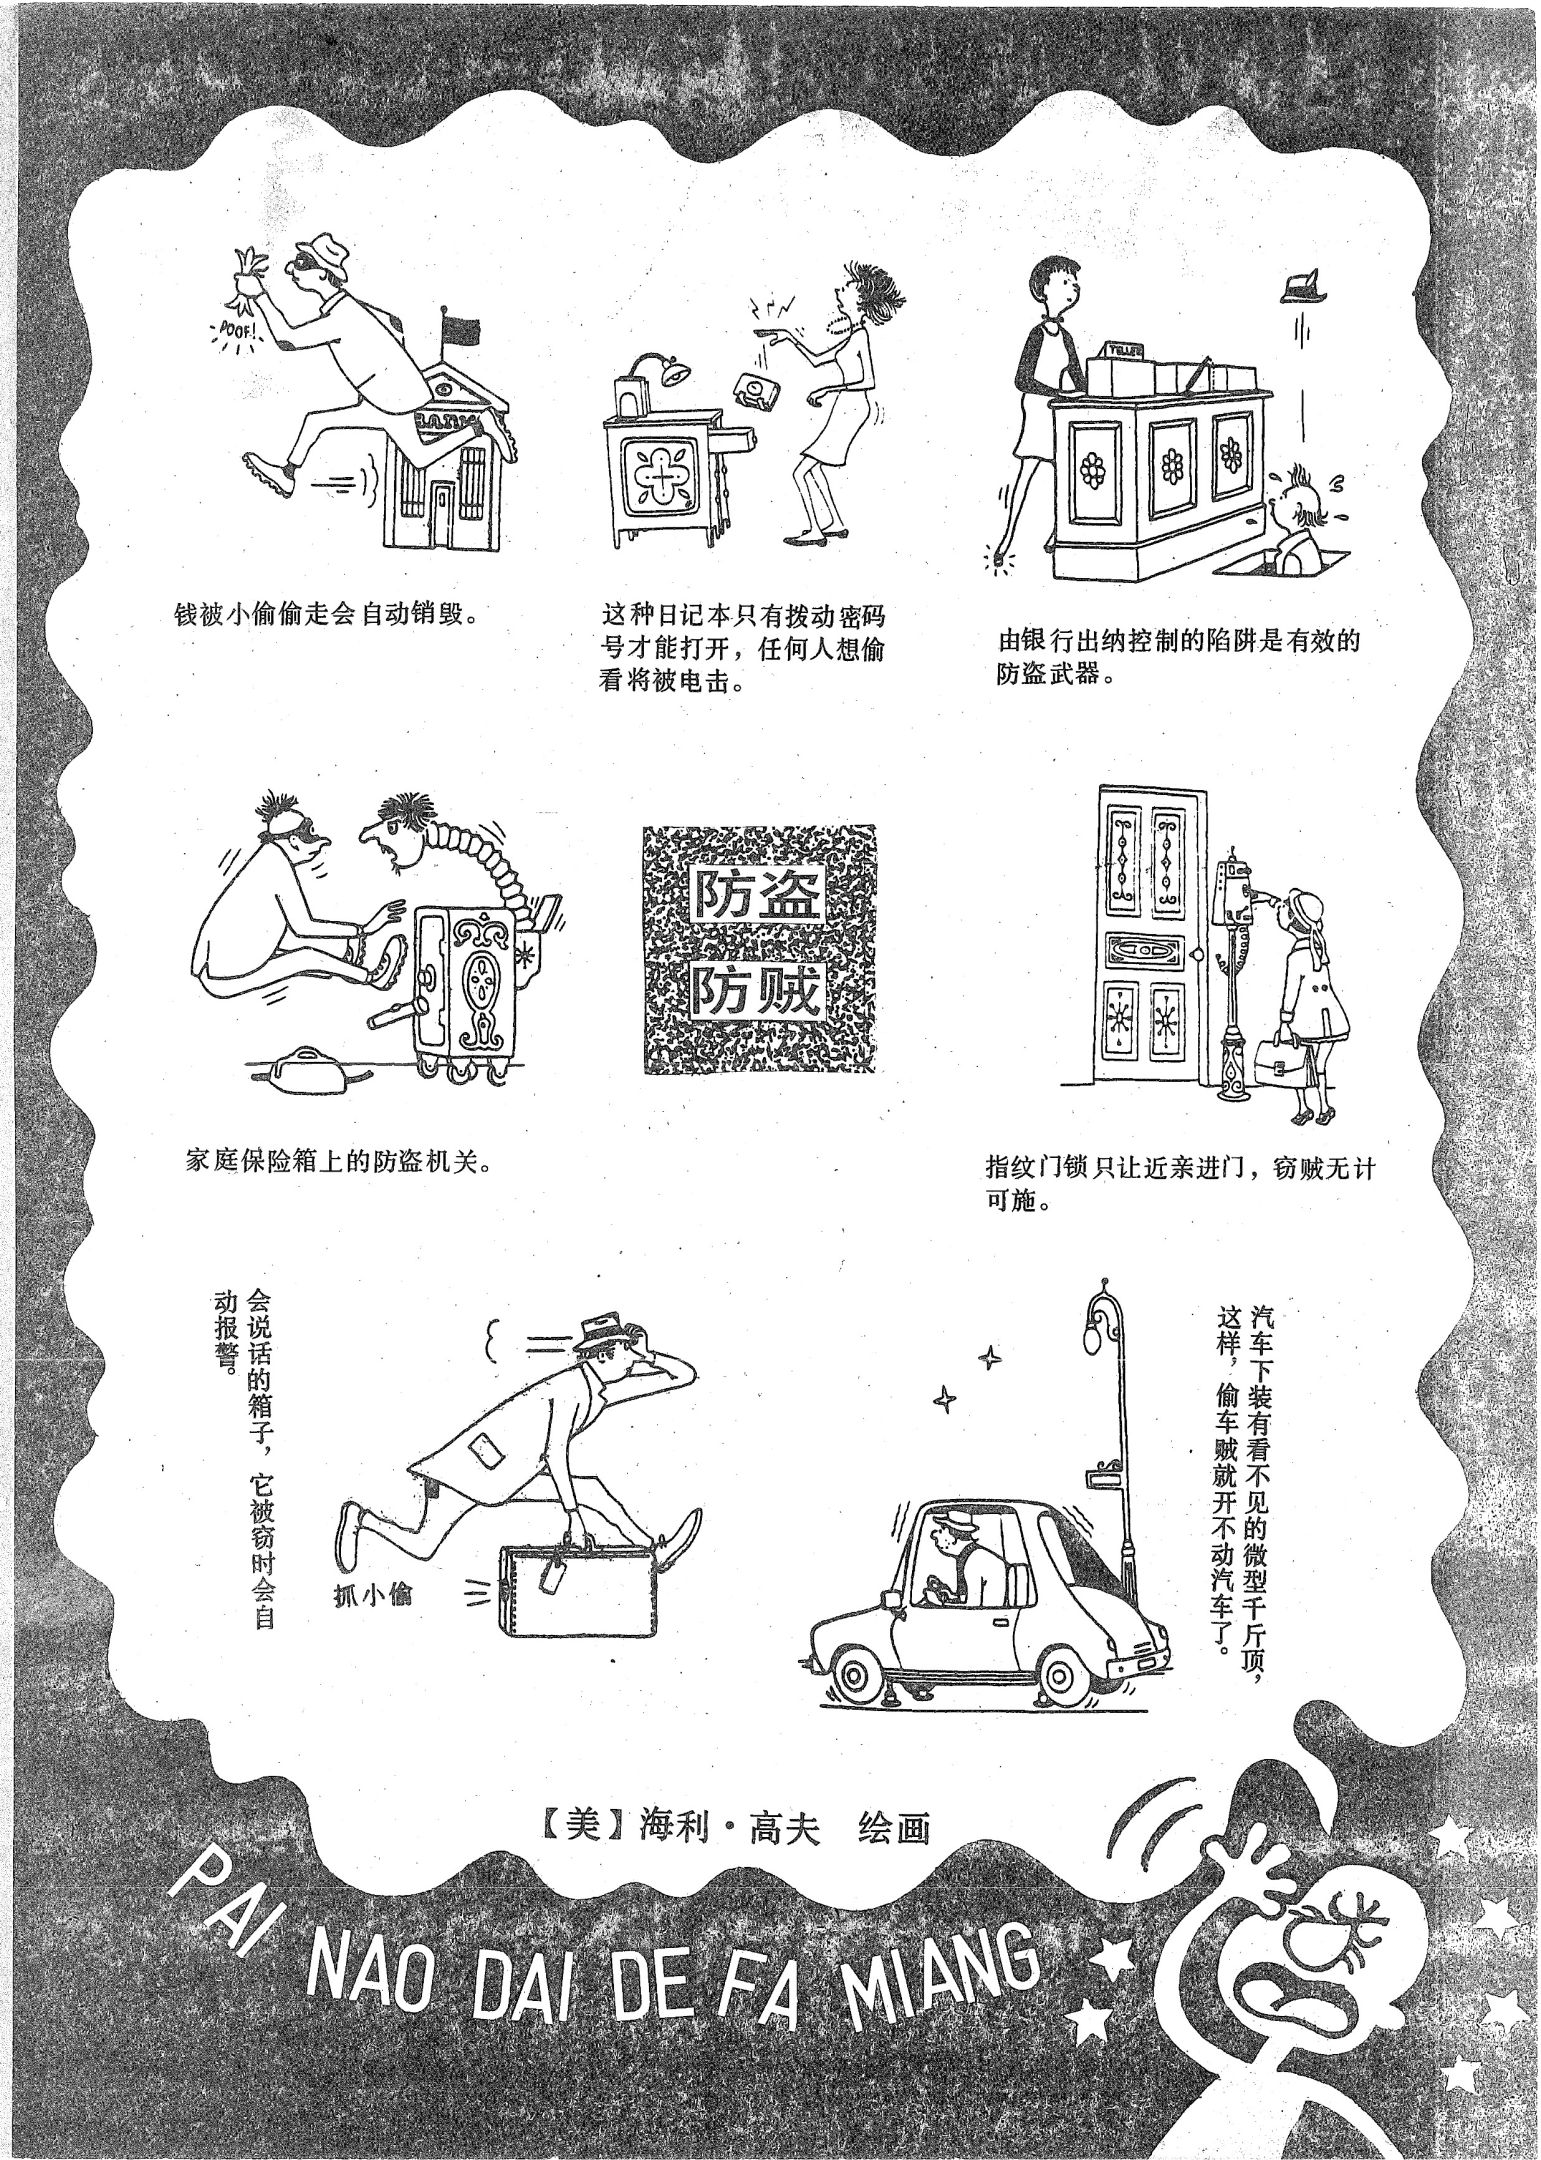 POOF!
BANK
钱被小偷偷走会自动销毁。
这种日记本只有拨动密码
号才能打开，任何人想偷
看将被电击。
TELLER
由银行出纳控制的陷阱是有效的
防盗武器。
家庭保险箱上的防盗机关。
防盗
防贼
指纹门锁只让近亲进门，窃贼无计
可施。
会说话的箱子，它被窃时会自
动报警。
抓小偷
汽车下装有看不见的微型千斤顶，
这样，偷车贼就开不动汽车了。
【美】海利·高夫　绘画
PAI NAO DAI DE FA MIANG